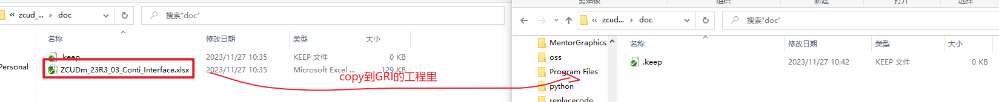 剪贴板 组织 新建 打开 选择
« zcud_... › doc
搜索"doc"
« zcud... › doc
搜索"doc"
名称 修改日期 类型 大小
.keep 2023/11/27 10:35 KEEP 文件 0 KB
Personal
ZCUDm_23R3_03_Conti_Interface.xlsx 2023/11/27 10:35 Microsoft Excel ... 129 KB
copy到GRI的工程里
MentorGraphics
oss
Program Files
python
replacecode
名称 修改日期 类型 大小
.keep 2023/11/27 10:42 KEEP 文件 0 KB